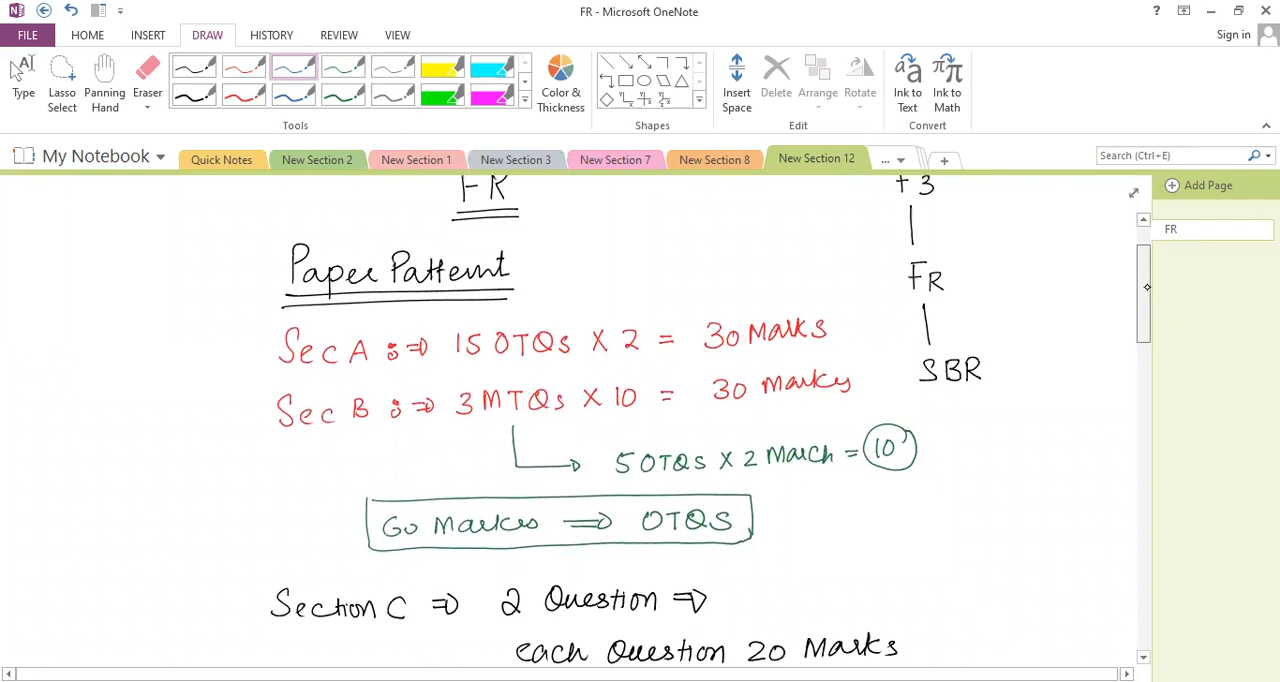 FR - Microsoft OneNote
?
Sign in
FILE HOME INSERT DRAW HISTORY REVIEW VIEW
Type
Lasso Select
Panning Hand
Eraser
Color & Thickness
Insert Space
Delete
Arrange
Rotate
Ink to Text
Ink to Math
Tools Shapes Edit Convert
My Notebook Quick Notes New Section 2 New Section 1 New Section 3 New Section 7 New Section 8 New Section 12 ... +
Search (Ctrl+E)
Add Page
FR
FR
F3
FR
SBR
Paper Pattern
Sec A :⇒ 15 OTQs X 2 = 30 Marks
Sec B :⇒ 3 MTQs X 10 = 30 Marks
5 OTQS X 2 March = 10
60 Markes ⇒ OTQS
Section C ⇒ 2 Question ⇒
each Question 20 Marks